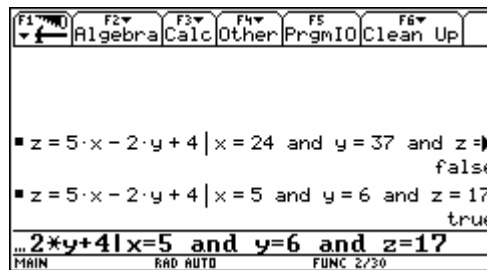 F1 F2 F3 F4 F5 F6
Algebra Calc Other PrgmIO Clean Up
z = 5·x − 2·y + 4 | x = 24 and y = 37 and z =
false
z = 5·x − 2·y + 4 | x = 5 and y = 6 and z = 17
true
…2*y+4|x=5 and y=6 and z=17
MAIN RAD AUTO FUNC 2/30